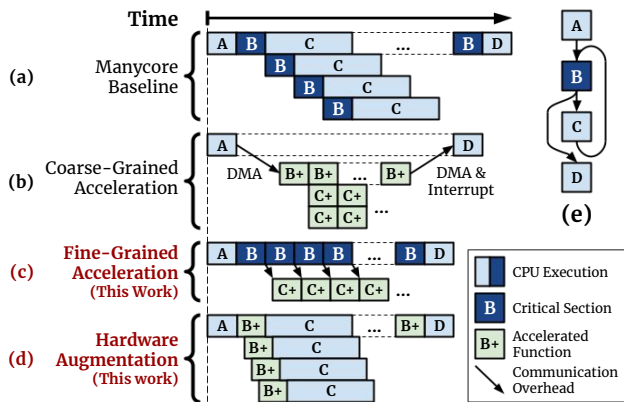 Time
(a)
Manycore
Baseline
A B C ... B D
B C
B C
B C
(b)
Coarse-Grained
Acceleration
A D
DMA
B+ B+ ... B+
DMA &
Interrupt
C+ C+
C+ C+ ...
(c)
Fine-Grained
Acceleration
(This Work)
A B B B B ... B D
C+ C+ C+ C+ ...
(d)
Hardware
Augmentation
(This work)
A B+ C ... B+ D
B+ C
B+ C
B+ C
A
B
C
D
(e)
CPU Execution
B Critical Section
B+ Accelerated
Function
Communication
Overhead